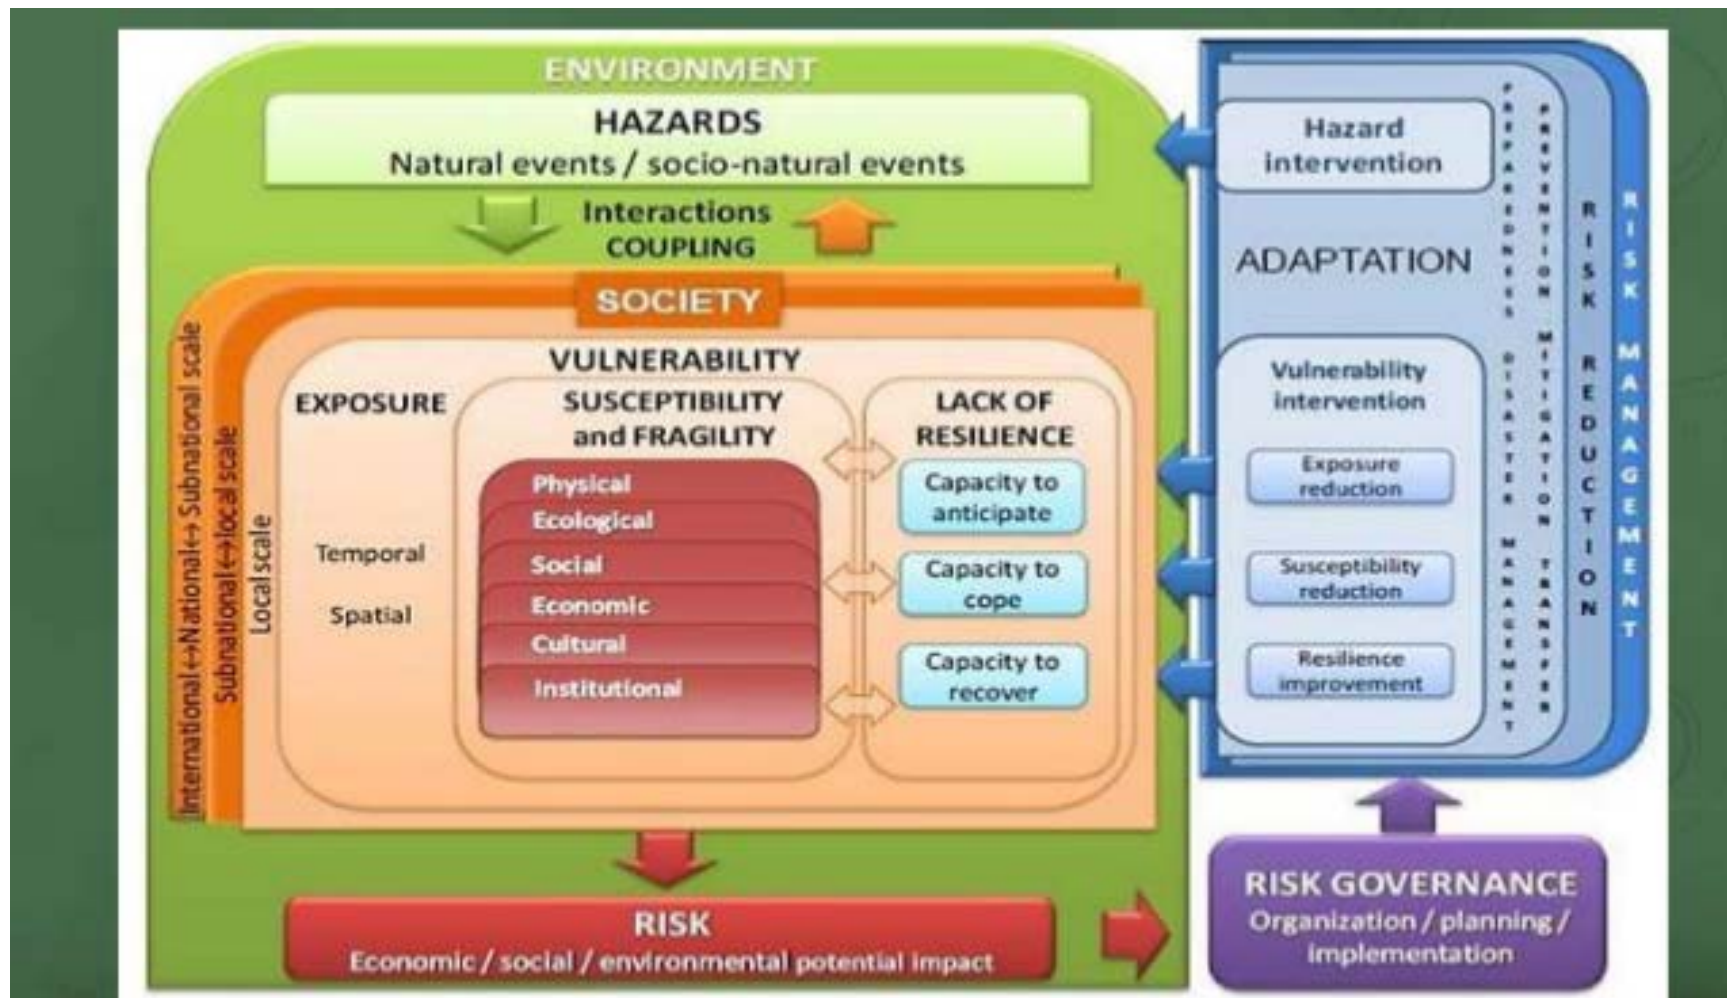 ENVIRONMENT
HAZARDS
Natural events / socio-natural events
Interactions
COUPLING
SOCIETY
International ↔National↔ Subnational scale
Subnational↔local scale
Local scale
VULNERABILITY
EXPOSURE
Temporal
Spatial
SUSCEPTIBILITY
and FRAGILITY
Physical
Ecological
Social
Economic
Cultural
Institutional
LACK OF
RESILIENCE
Capacity to
anticipate
Capacity to
cope
Capacity to
recover
RISK
Economic / social / environmental potential impact
Hazard
intervention
ADAPTATION
Vulnerability
intervention
Exposure
reduction
Susceptibility
reduction
Resilience
improvement
PREPAREDNESS DISASTER MANAGEMENT
PREVENTION MITIGATION TRANSFER
RISK REDUCTION
RISK MANAGEMENT
RISK GOVERNANCE
Organization / planning /
implementation